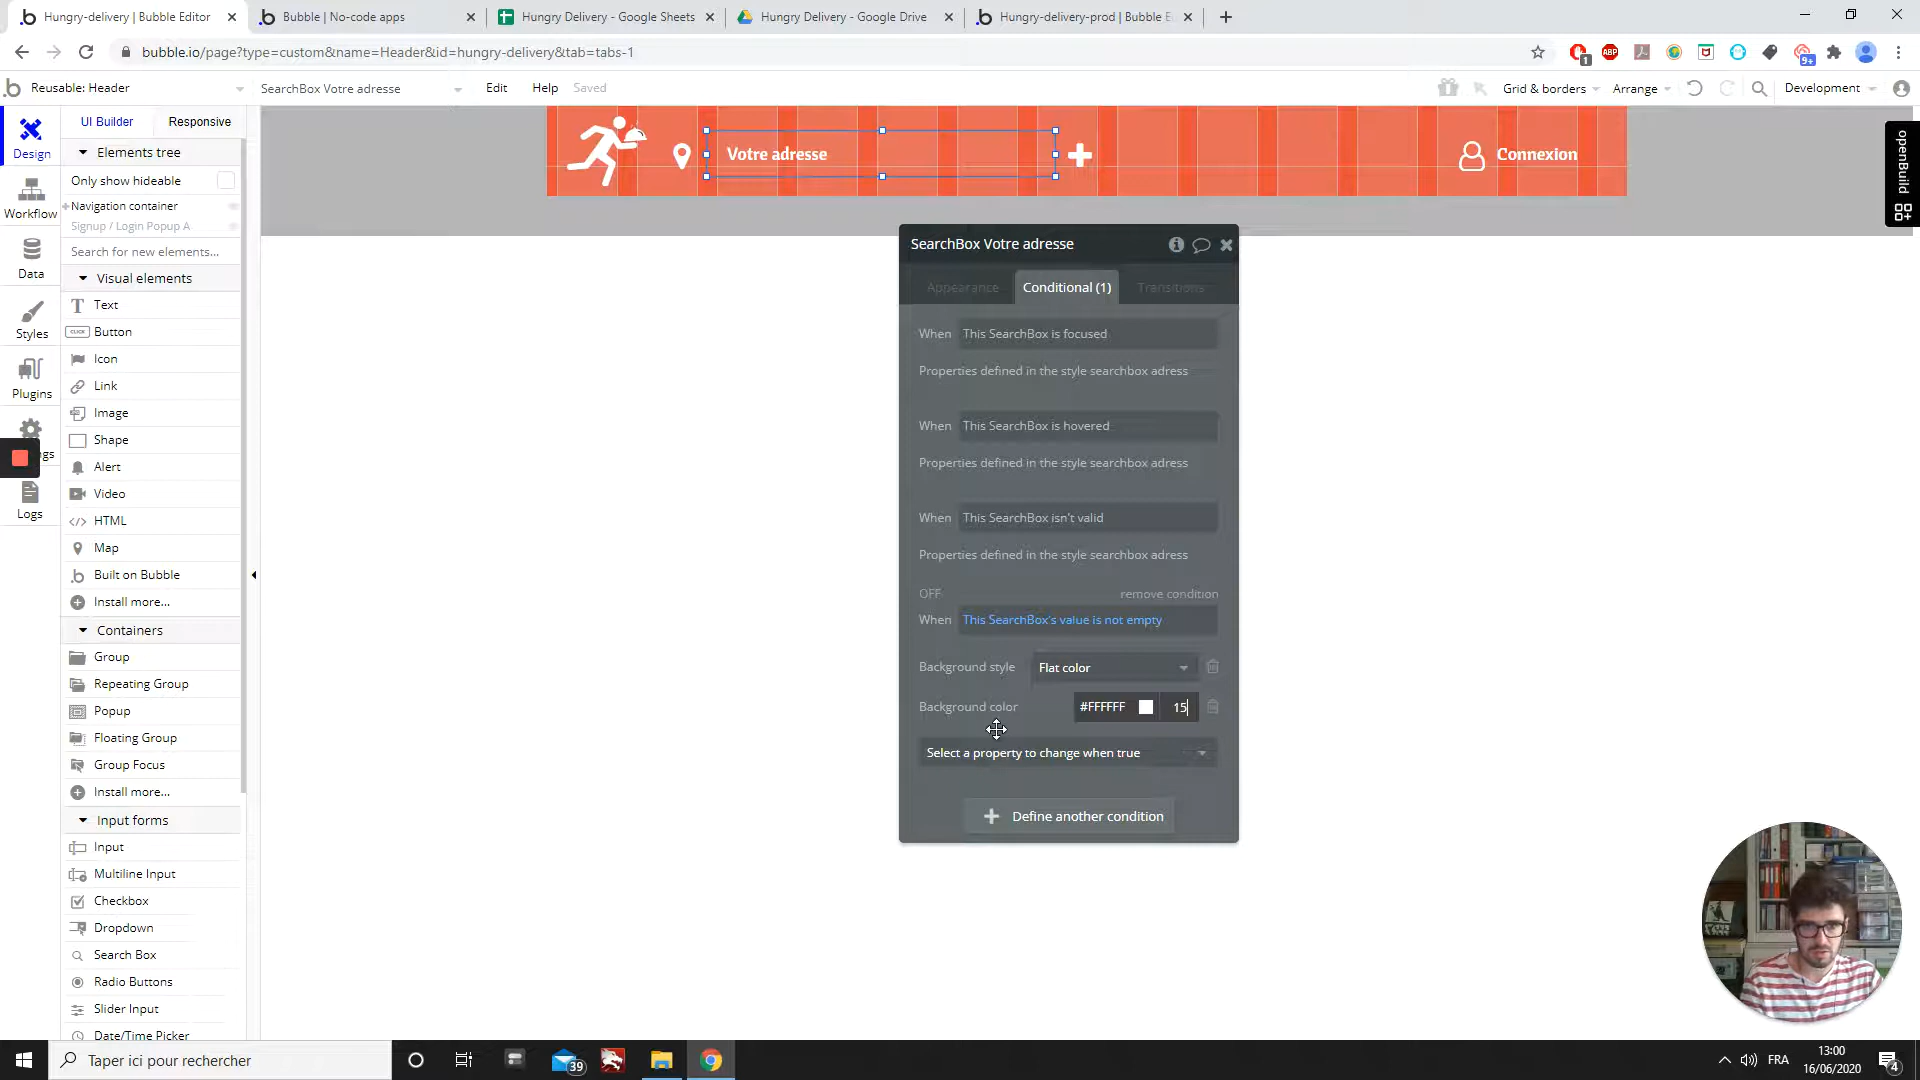 Hungry-delivery | Bubble Editor
Bubble | No-code apps
Hungry Delivery - Google Sheets
Hungry Delivery - Google Drive
Hungry-delivery-prod | Bubble E
bubble.io/page?type=custom&name=Header&id=hungry-delivery&tab=tabs-1
1
ABP
9+
Reusable: Header
SearchBox Votre adresse
Edit
Help
Saved
Grid & borders
Arrange
Development
Design
Workflow
Data
Styles
Plugins
Logs
UI Builder
Responsive
Elements tree
Only show hideable
Navigation container
Signup / Login Popup A
Search for new elements...
Visual elements
Text
CLICK
Button
Icon
Link
Image
Shape
Alert
Video
HTML
Map
Built on Bubble
Install more...
Containers
Group
Repeating Group
Popup
Floating Group
Group Focus
Install more...
Input forms
Input
Multiline Input
Checkbox
Dropdown
Search Box
Radio Buttons
Slider Input
Date/Time Picker
Votre adresse
Connexion
openBuild
SearchBox Votre adresse
Appearance
Conditional (1)
Transitions
When
This SearchBox is focused
Properties defined in the style searchbox adress
When
This SearchBox is hovered
Properties defined in the style searchbox adress
When
This SearchBox isn't valid
Properties defined in the style searchbox adress
OFF
remove condition
When
This SearchBox's value is not empty
Background style
Flat color
Background color
#FFFFFF
15
Select a property to change when true
Define another condition
Taper ici pour rechercher
39
FRA
13:00
16/06/2020
4